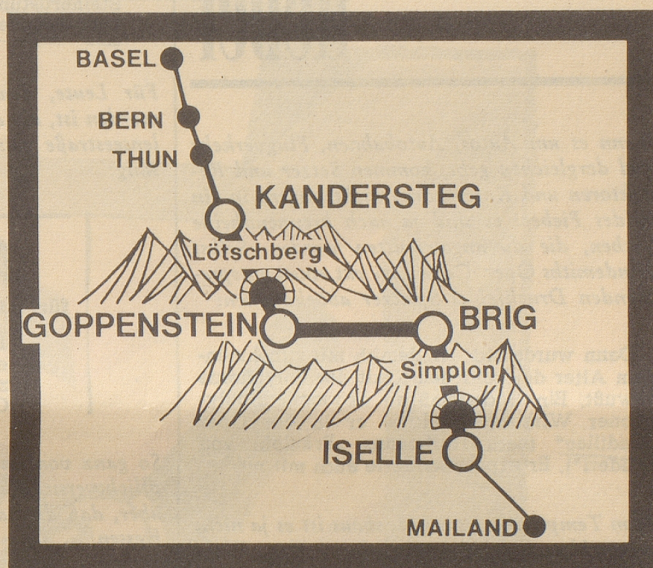 BASEL
BERN
THUN
KANDERSTEG
Lötschberg
GOPPENSTEIN
BRIG
Simplon
ISELLE
MAILAND